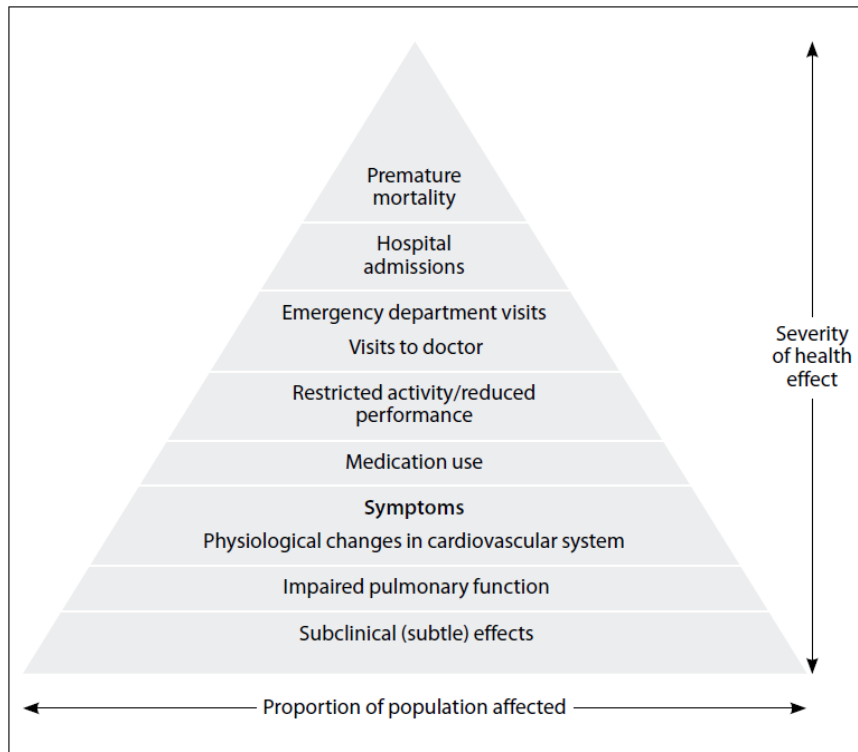 Premature
mortality
Hospital
admissions
Emergency department visits
Visits to doctor
Restricted activity/reduced
performance
Medication use
Symptoms
Physiological changes in cardiovascular system
Impaired pulmonary function
Subclinical (subtle) effects
Severity
of health
effect
Proportion of population affected